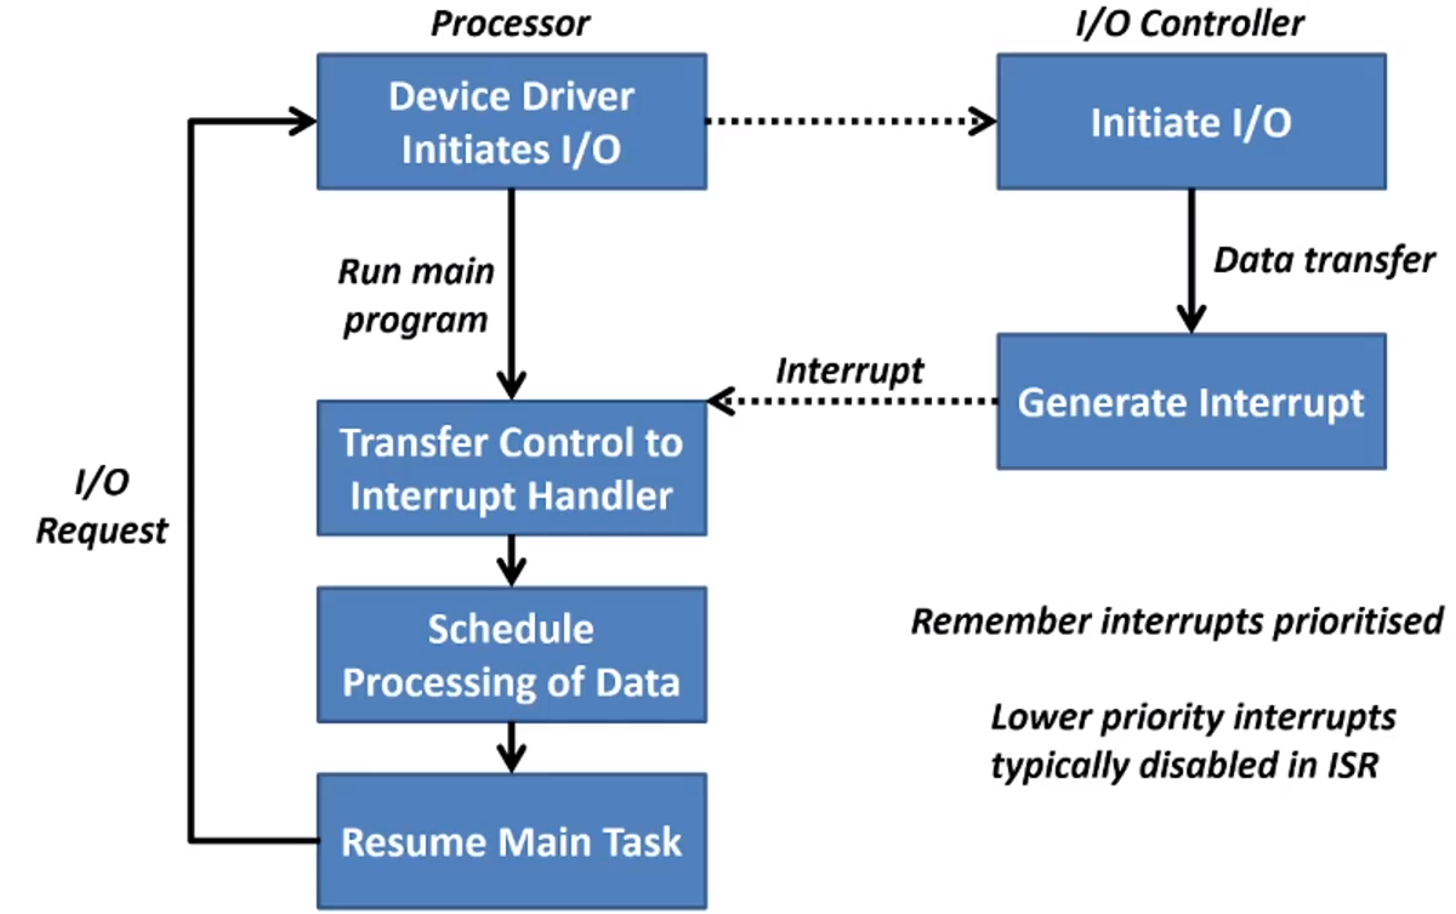 Processor
I/O Controller
Device Driver
Initiates I/O
Initiate I/O
Run main
program
Data transfer
Interrupt
Generate Interrupt
Transfer Control to
Interrupt Handler
I/O
Request
Schedule
Processing of Data
Remember interrupts prioritised
Lower priority interrupts
typically disabled in ISR
Resume Main Task